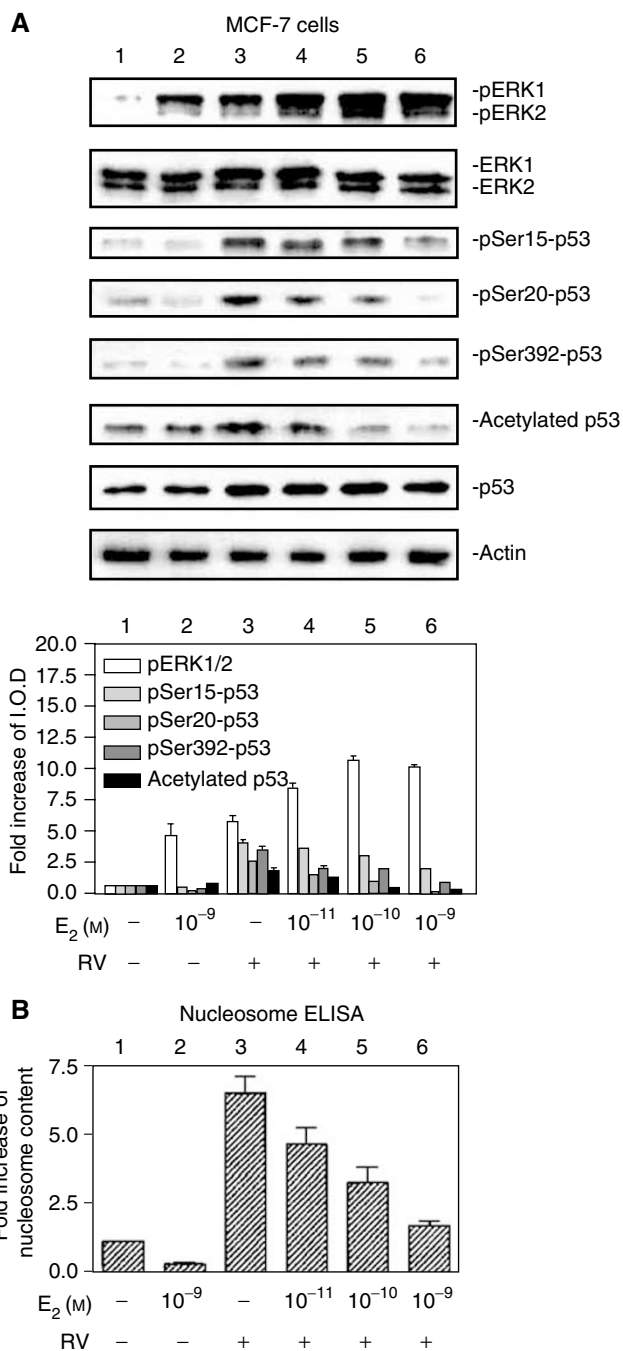 A
MCF-7 cells
1 2 3 4 5 6
-pERK1
-pERK2
-ERK1
-ERK2
-pSer15-p53
-pSer20-p53
-pSer392-p53
-Acetylated p53
-p53
-Actin
1 2 3 4 5 6
Fold increase of I.O.D
20.0
17.5
15.0
12.5
10.0
7.5
5.0
2.5
0.0
pERK1/2
pSer15-p53
pSer20-p53
pSer392-p53
Acetylated p53
E₂ (M) – 10⁻⁹ – 10⁻¹¹ 10⁻¹⁰ 10⁻⁹
RV – – + + + +
B
Nucleosome ELISA
1 2 3 4 5 6
Fold increase of
nucleosome content
7.5
5.0
2.5
0.0
E₂ (M) – 10⁻⁹ – 10⁻¹¹ 10⁻¹⁰ 10⁻⁹
RV – – + + + +